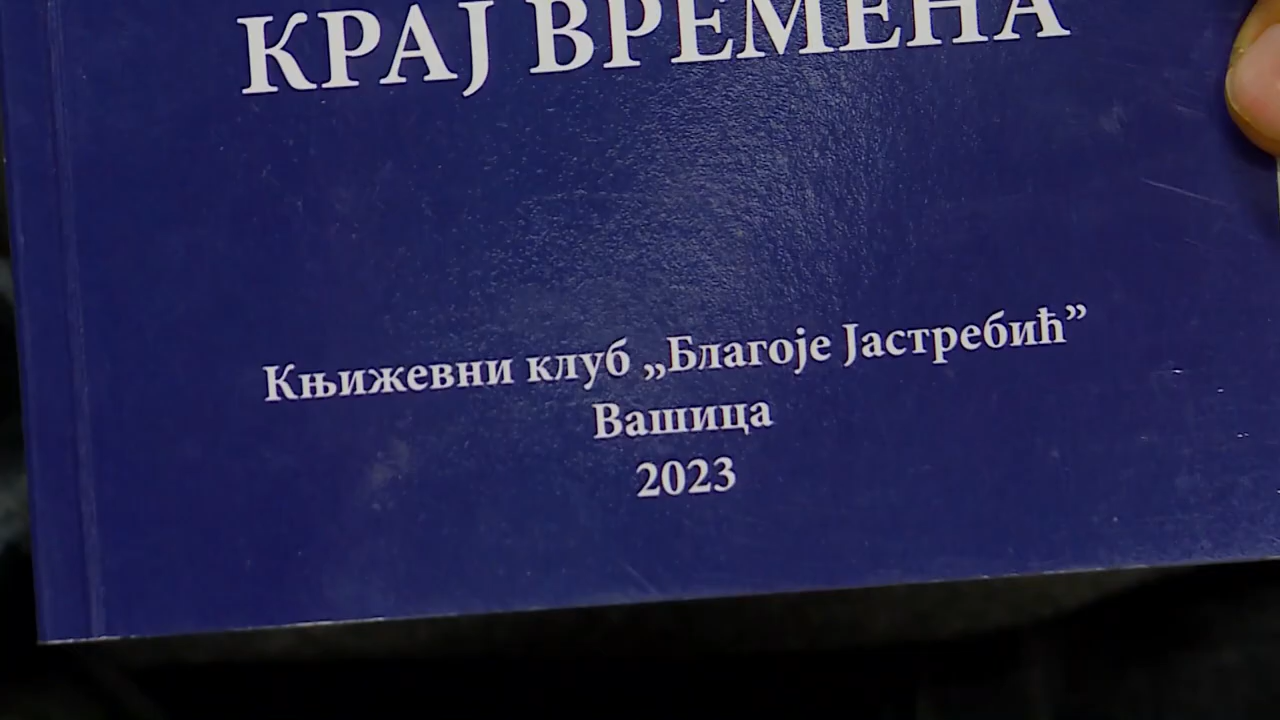 КРАЈ ВРЕМЕНА
Књижевни клуб „Благоје Јастребић”
Вашица
2023